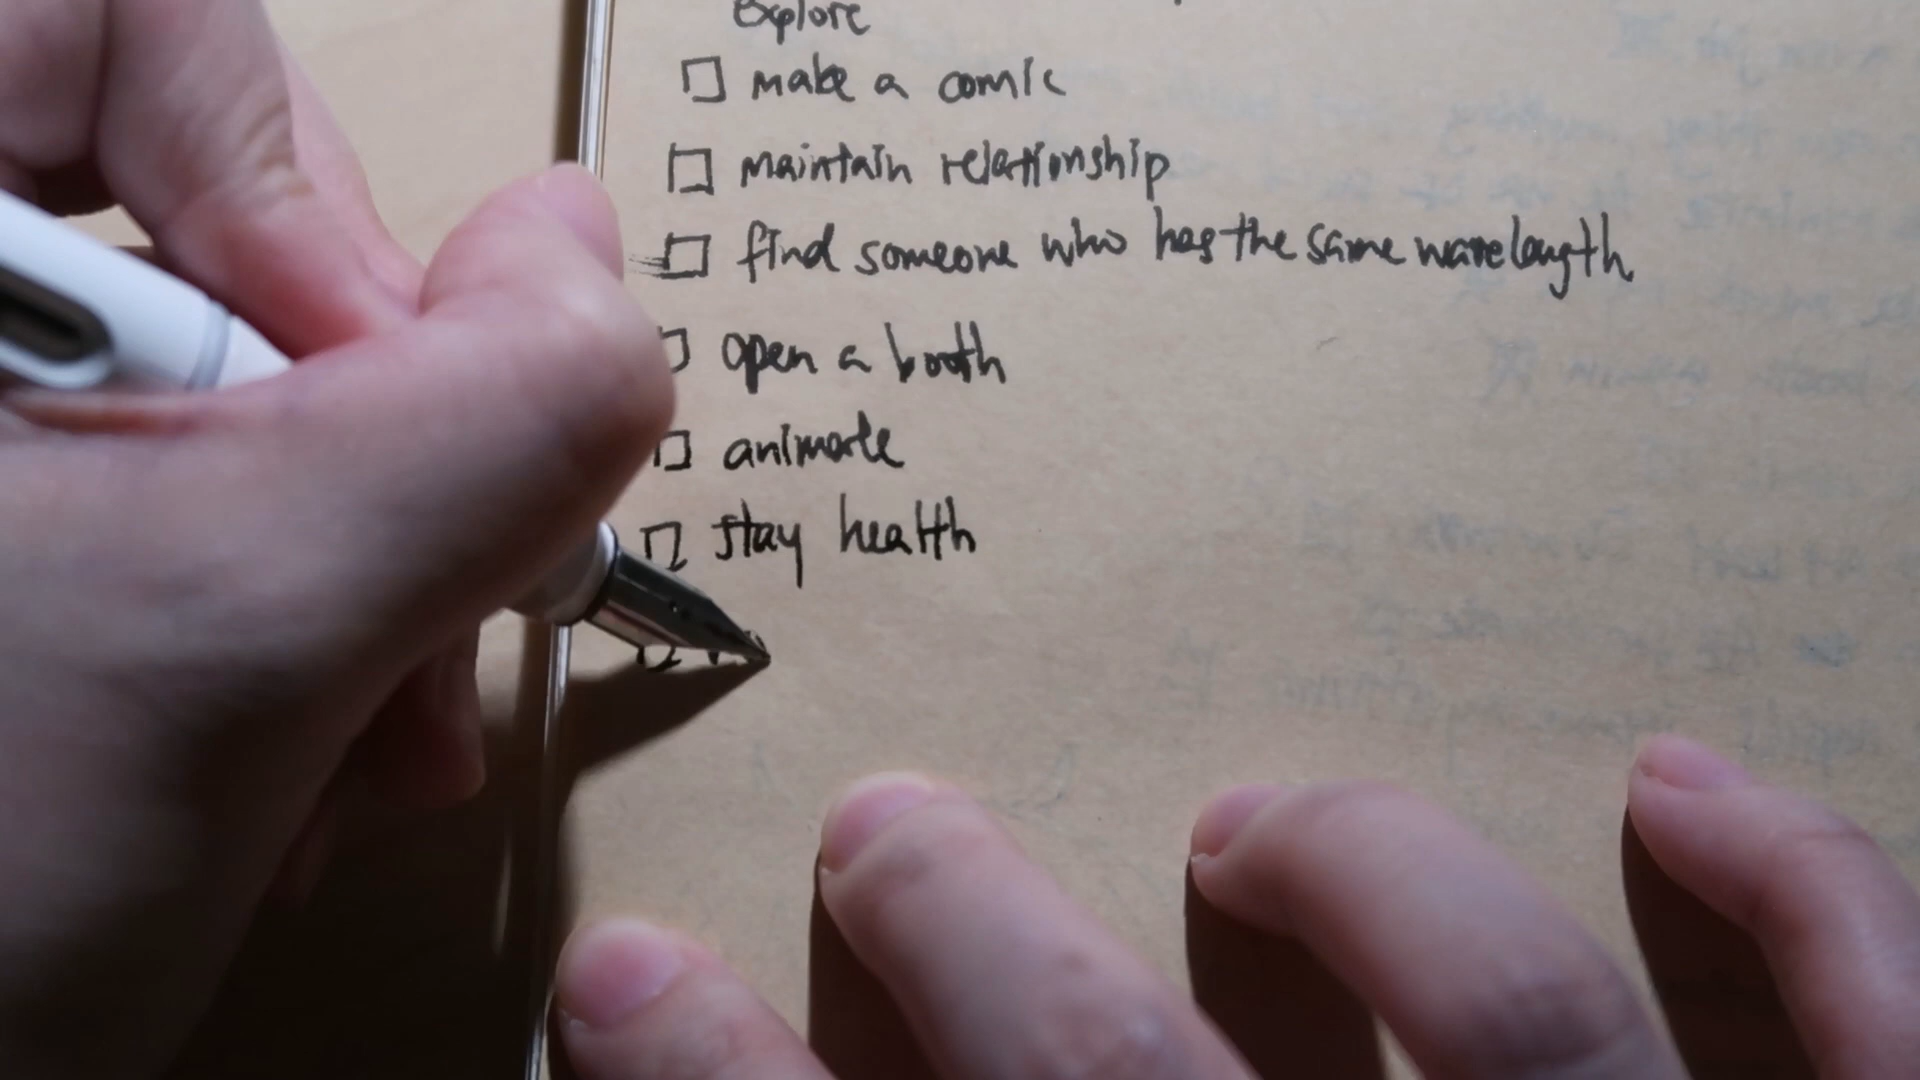 Explore
make a comic
maintain relationship
find someone who has the same wavelength
open a booth
animate
stay health